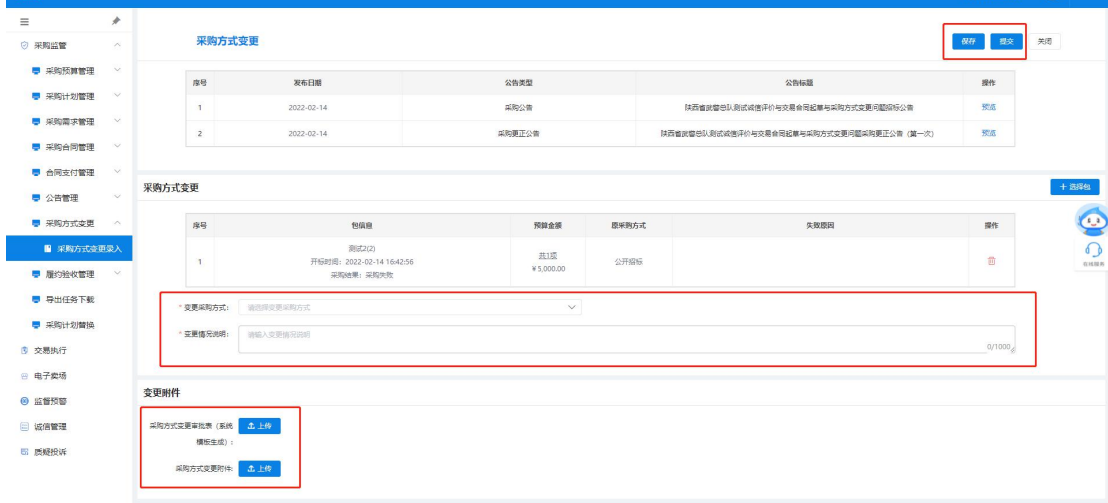 采购监管
采购预算管理
采购计划管理
采购需求管理
采购合同管理
合同支付管理
公告管理
采购方式变更
采购方式变更录入
履约验收管理
导出任务下载
采购计划替换
交易执行
电子卖场
监督预警
诚信管理
质疑投诉
采购方式变更
保存 提交 关闭
序号 发布日期 公告类型 公告标题 操作
1 2022-02-14 采购公告 陕西省武警总队测试诚信评价与交易合同起草与采购方式变更问题招标公告 预览
2 2022-02-14 采购更正公告 陕西省武警总队测试诚信评价与交易合同起草与采购方式变更问题采购更正公告（第一次） 预览
采购方式变更
+ 选择包
序号 包信息 预算金额 原采购方式 失败原因 操作
1 测试2(2) 共1项 公开招标
开标时间：2022-02-14 16:42:56 ￥5,000.00
采购结果：采购失败
* 变更采购方式： 请选择变更采购方式
* 变更情况说明： 请输入变更情况说明
0/1000
在线服务
变更附件
采购方式变更审批表（系统 上传
模板生成）:
采购方式变更附件: 上传